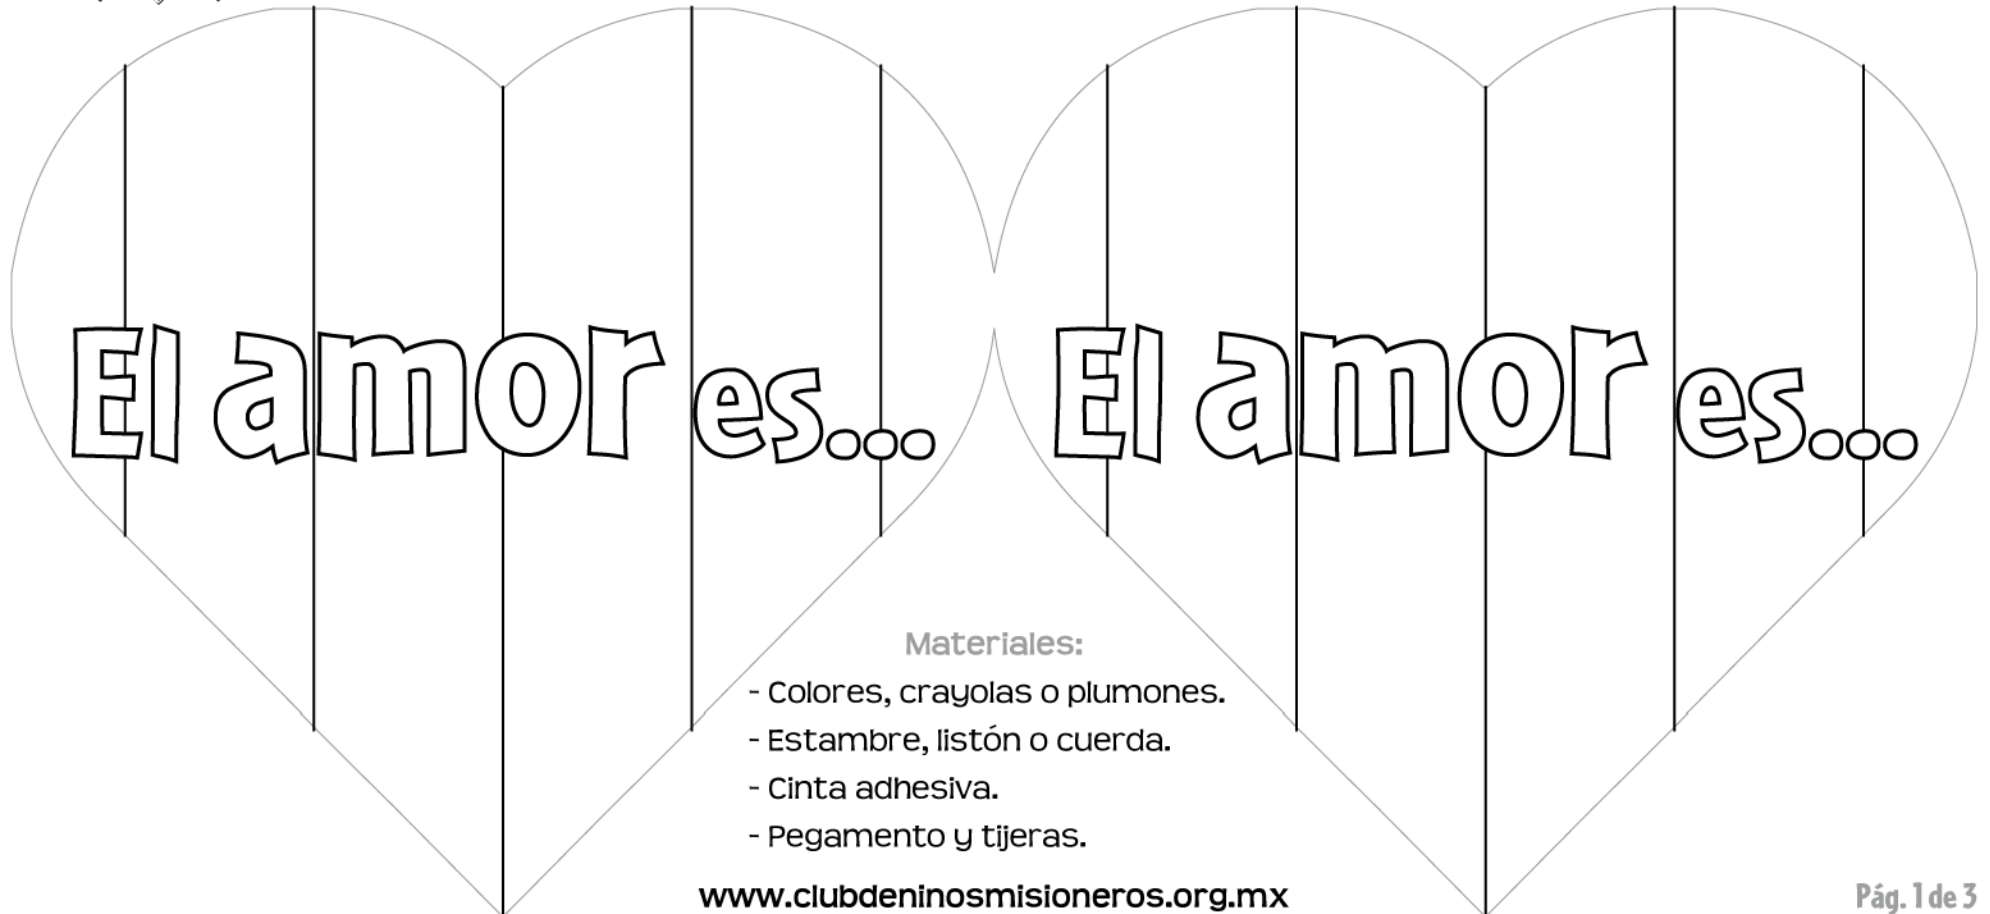 El amor es...
El amor es...
Materiales:
- Colores, crayolas o plumones.
- Estambre, listón o cuerda.
- Cinta adhesiva.
- Pegamento y tijeras.
www.clubdeninosmisioneros.org.mx
Pág. 1 de 3